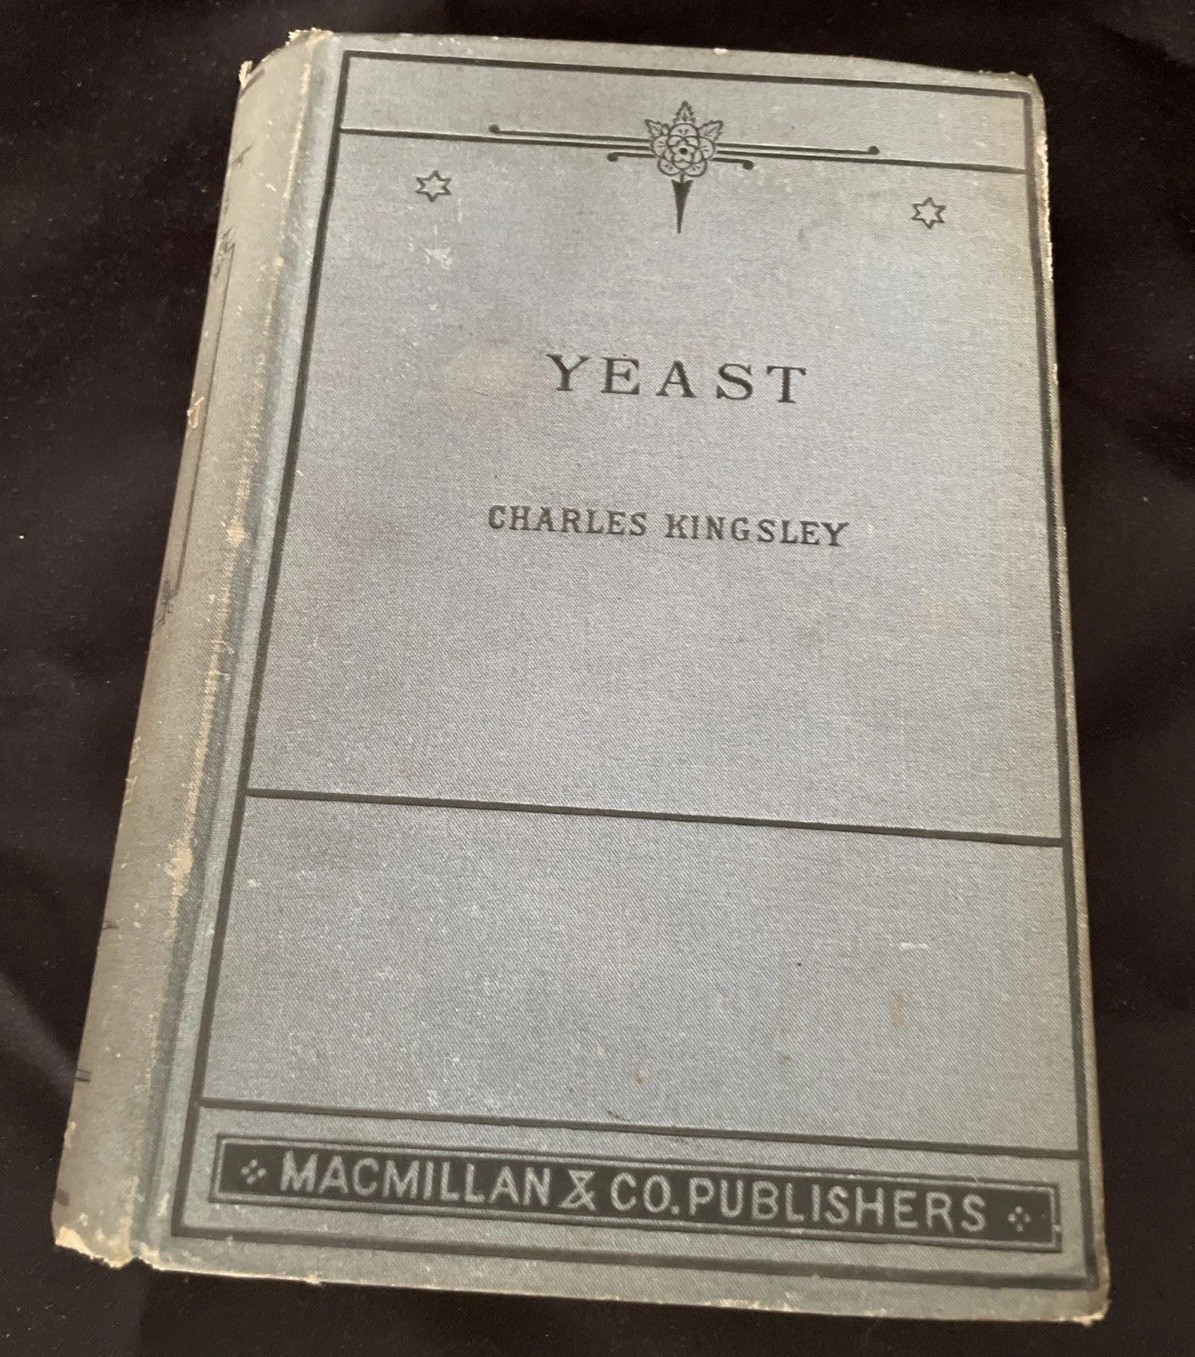 YEAST
CHARLES KINGSLEY
MACMILLAN & CO. PUBLISHERS